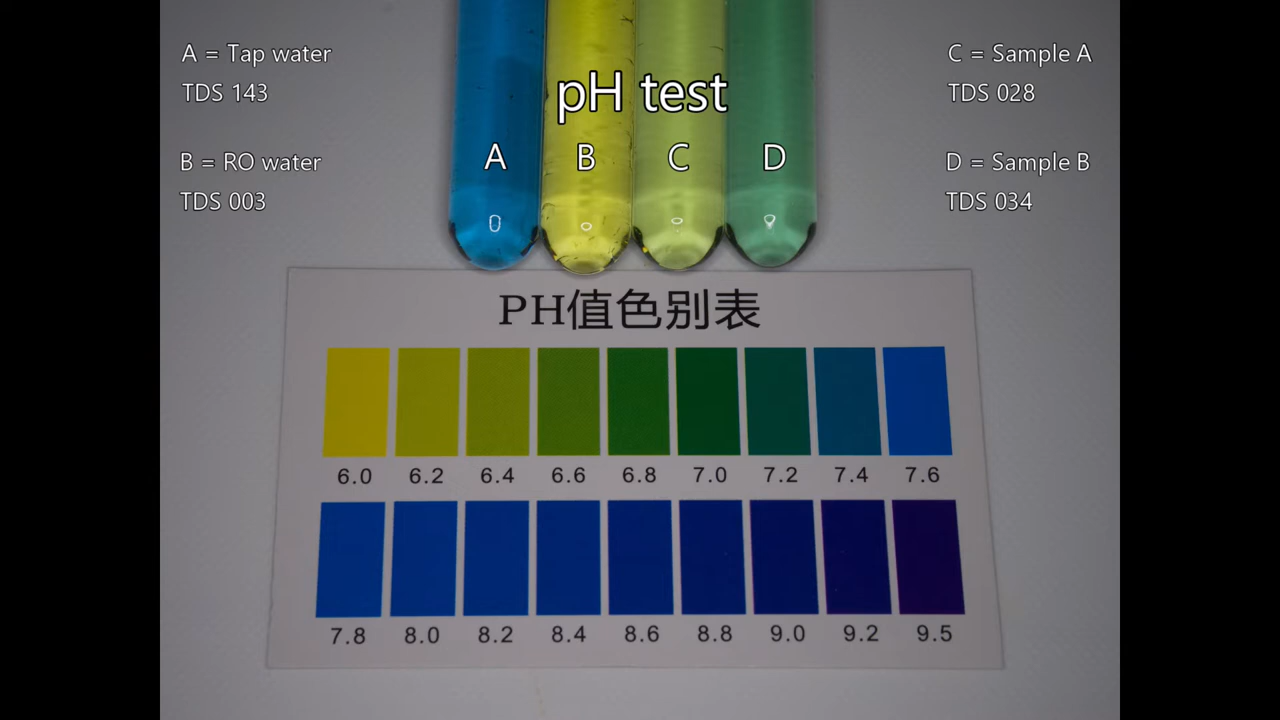 A = Tap water
TDS 143
B = RO water
TDS 003
pH test
A B C D
C = Sample A
TDS 028
D = Sample B
TDS 034
PH值色别表
6.0 6.2 6.4 6.6 6.8 7.0 7.2 7.4 7.6
7.8 8.0 8.2 8.4 8.6 8.8 9.0 9.2 9.5